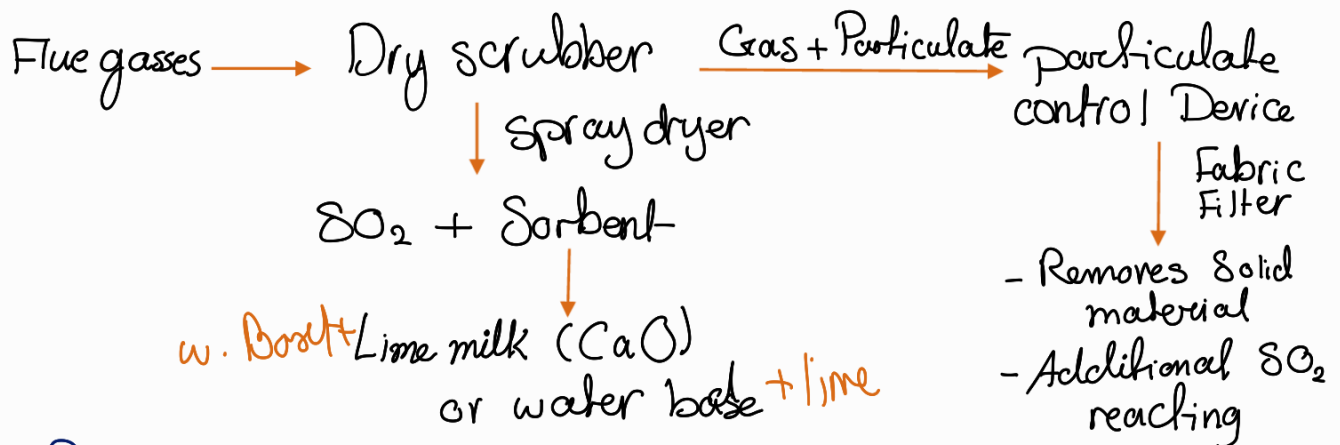 Flue gasses → Dry scrubber Gas + Particulate → particulate control Device
spray dryer
SO₂ + Sorbent
w. Base + Lime milk (CaO)
or water base + lime
Fabric
Filter
- Removes Solid
material
- Additional SO₂
reacting